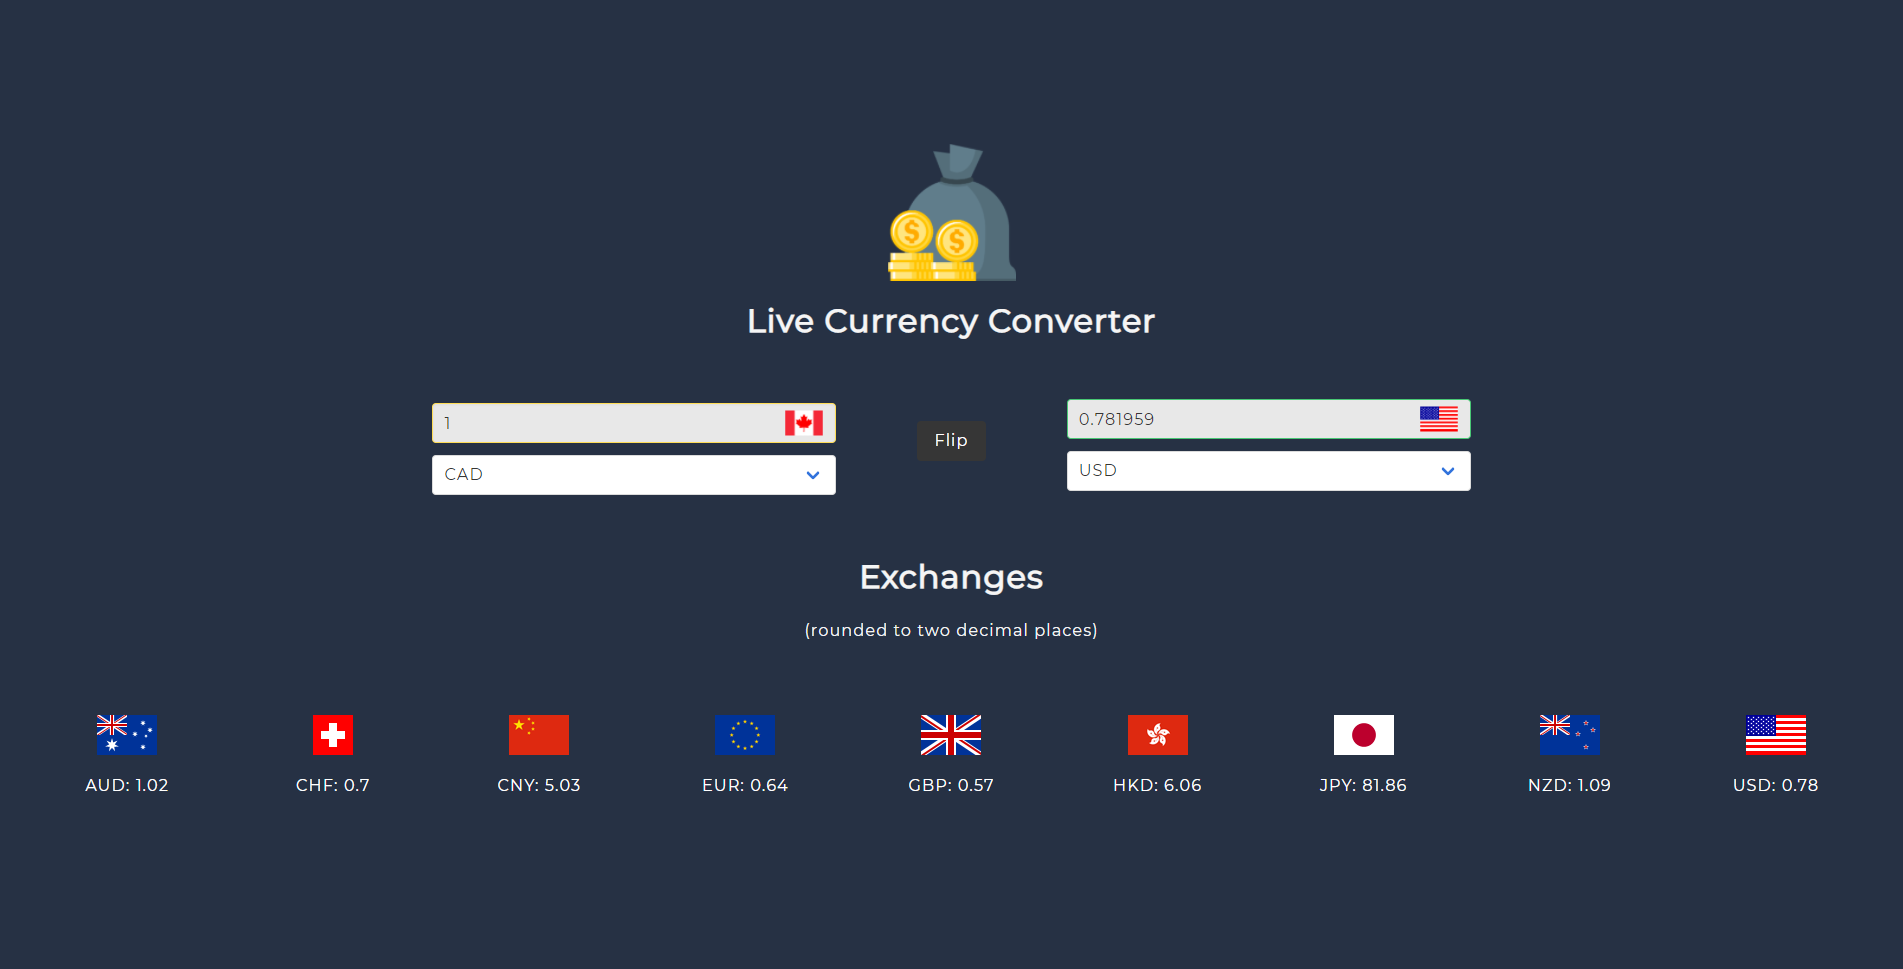 Live Currency Converter
1
0.781959
Flip
CAD
USD
Exchanges
(rounded to two decimal places)
AUD: 1.02
CHF: 0.7
CNY: 5.03
EUR: 0.64
GBP: 0.57
HKD: 6.06
JPY: 81.86
NZD: 1.09
USD: 0.78